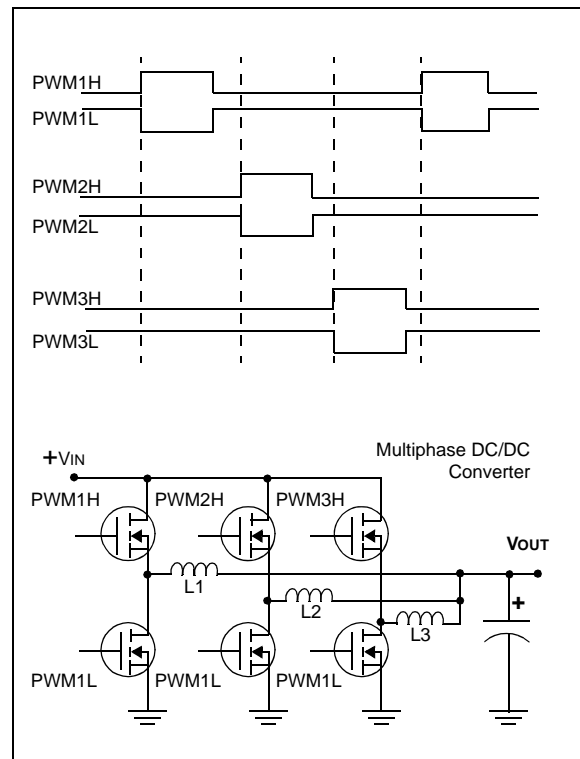 PWM1H
PWM1L
PWM2H
PWM2L
PWM3H
PWM3L
Multiphase DC/DC
Converter
+VIN
PWM1H PWM2H PWM3H
VOUT
L1
L2
L3
+
PWM1L PWM1L PWM1L